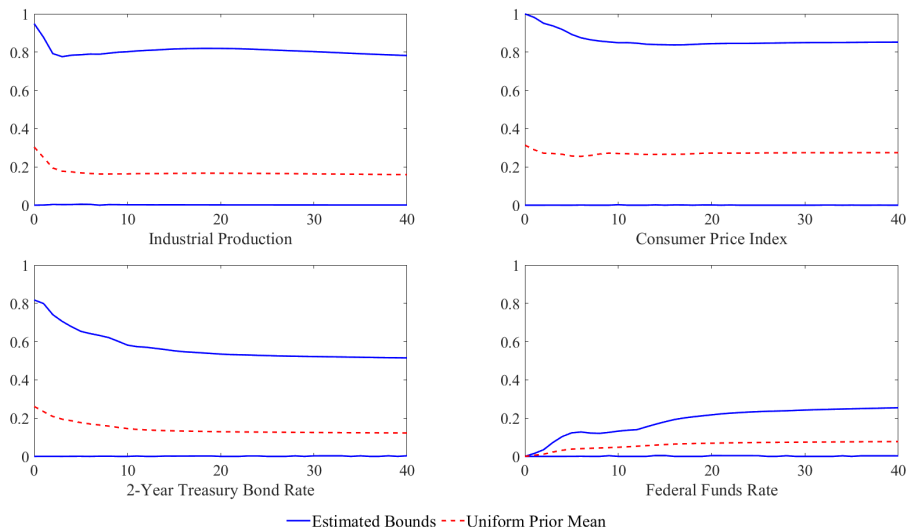 1
1
0.8
0.8
0.6
0.6
0.4
0.4
0.2
0.2
0
0
0 10 20 30 40
0 10 20 30 40
Industrial Production
Consumer Price Index
1
1
0.8
0.8
0.6
0.6
0.4
0.4
0.2
0.2
0
0
0 10 20 30 40
0 10 20 30 40
2-Year Treasury Bond Rate
Federal Funds Rate
Estimated Bounds Uniform Prior Mean